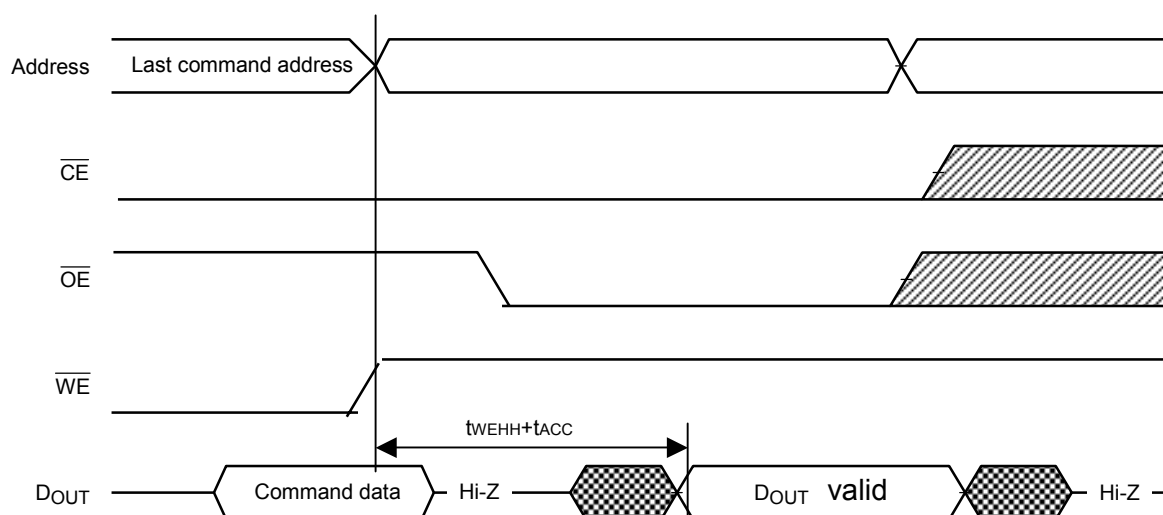 Address Last command address
CE
OE
WE
tWEHH+tACC
DOUT Command data Hi-Z DOUT valid Hi-Z